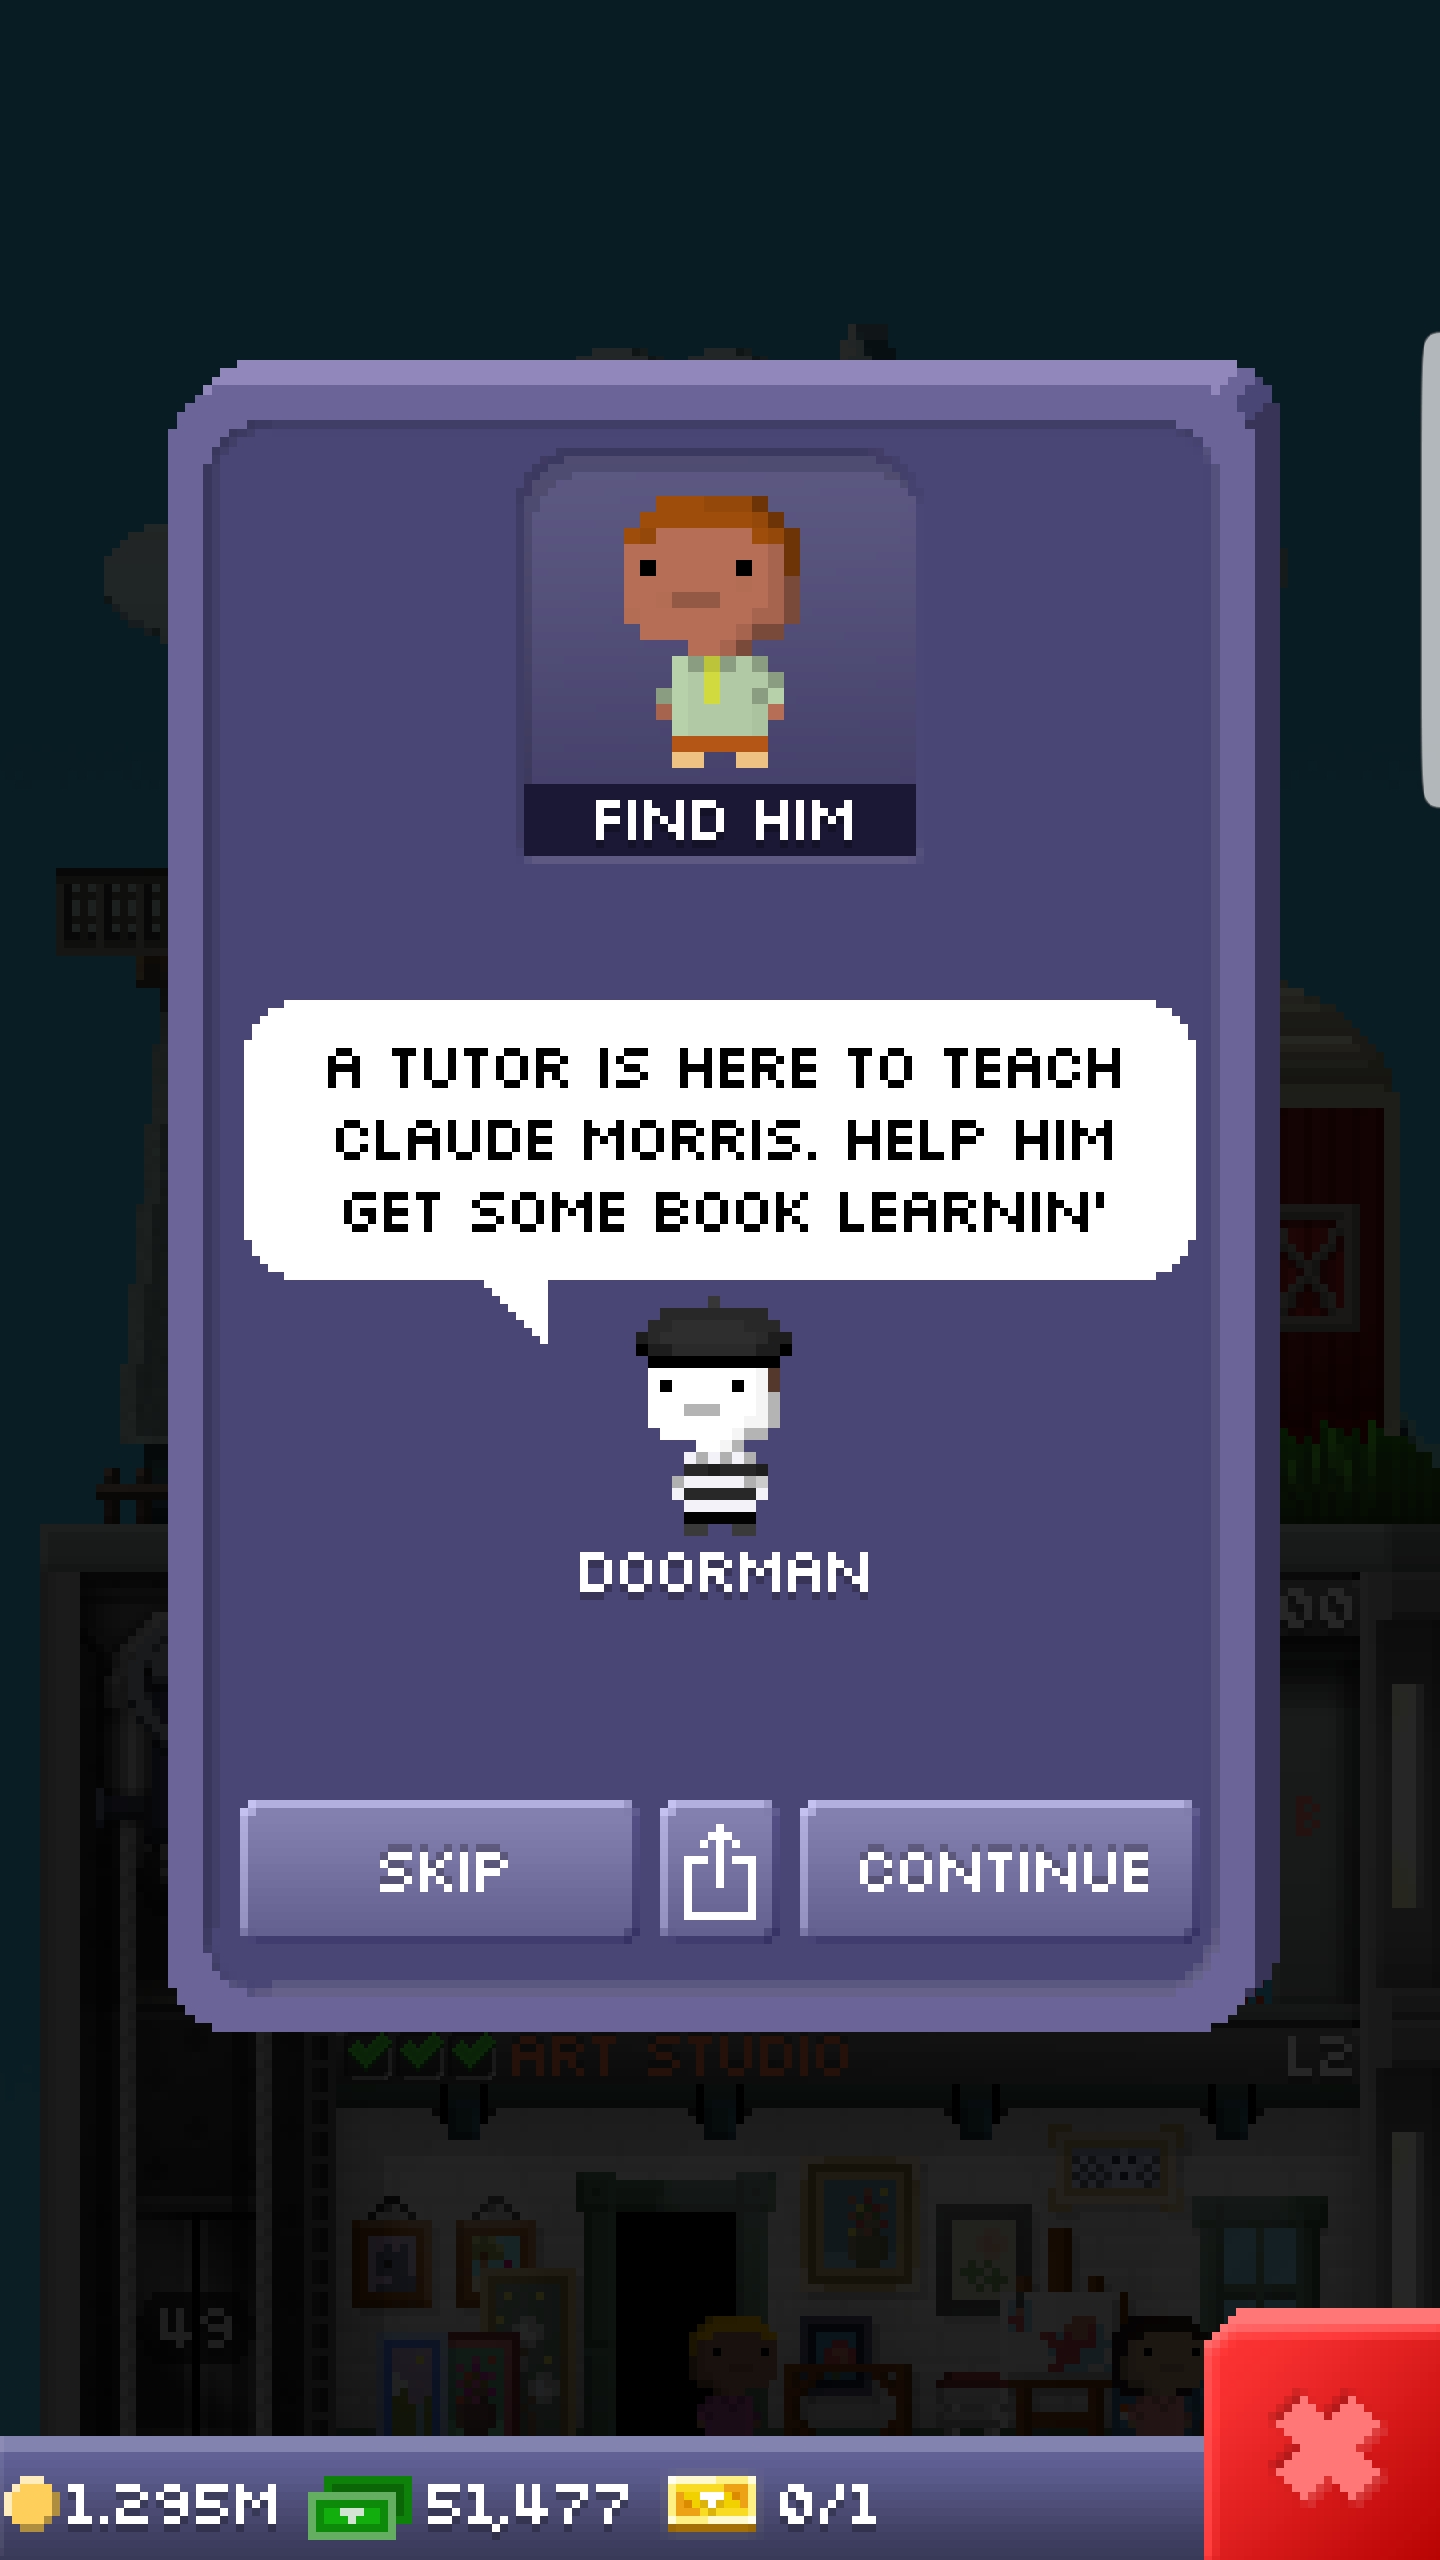 FIND HIM
A TUTOR IS HERE TO TEACH
CLAUDE MORRIS. HELP HIM
GET SOME BOOK LEARNIN'
DOORMAN
00
B
SKIP
CONTINUE
ART STUDIO
L2
49
1.295M
51,477
0/1